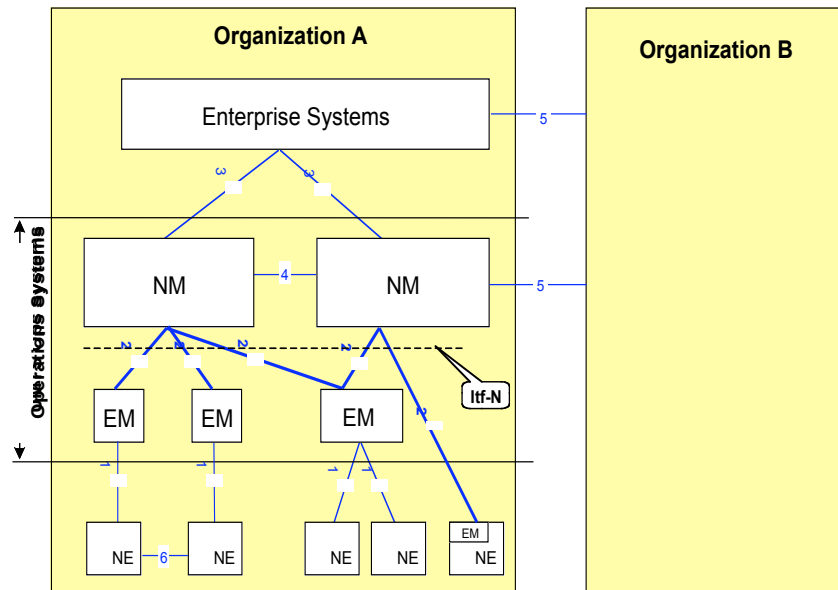 Organization A
Organization B
Enterprise Systems
5
3
3
Operations Systems
NM
4
NM
5
2
2
2
2
Itf-N
EM
EM
EM
2
1
1
1
1
NE
6
NE
NE
NE
EM
NE